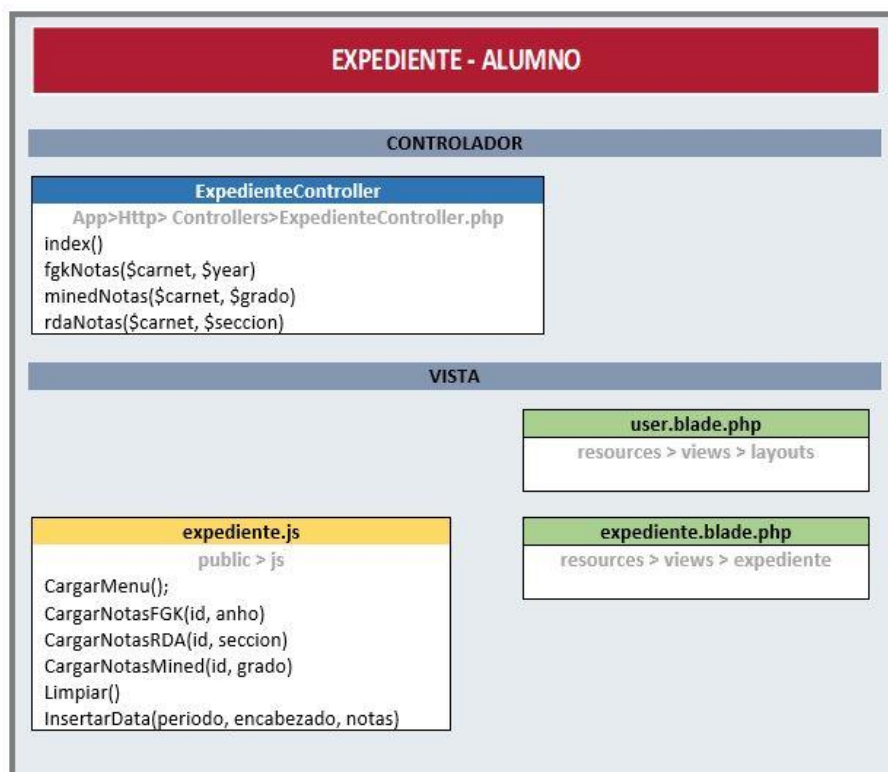 EXPEDIENTE - ALUMNO
CONTROLADOR
ExpedienteController
App>Http> Controllers>ExpedienteController.php
index()
fgkNotas($carnet, $year)
minedNotas($carnet, $grado)
rdaNotas($carnet, $seccion)
VISTA
user.blade.php
resources > views > layouts
expediente.js
public > js
CargarMenu();
CargarNotasFGK(id, anho)
CargarNotasRDA(id, seccion)
CargarNotasMined(id, grado)
Limpiar()
InsertarData(periodo, encabezado, notas)
expediente.blade.php
resources > views > expediente